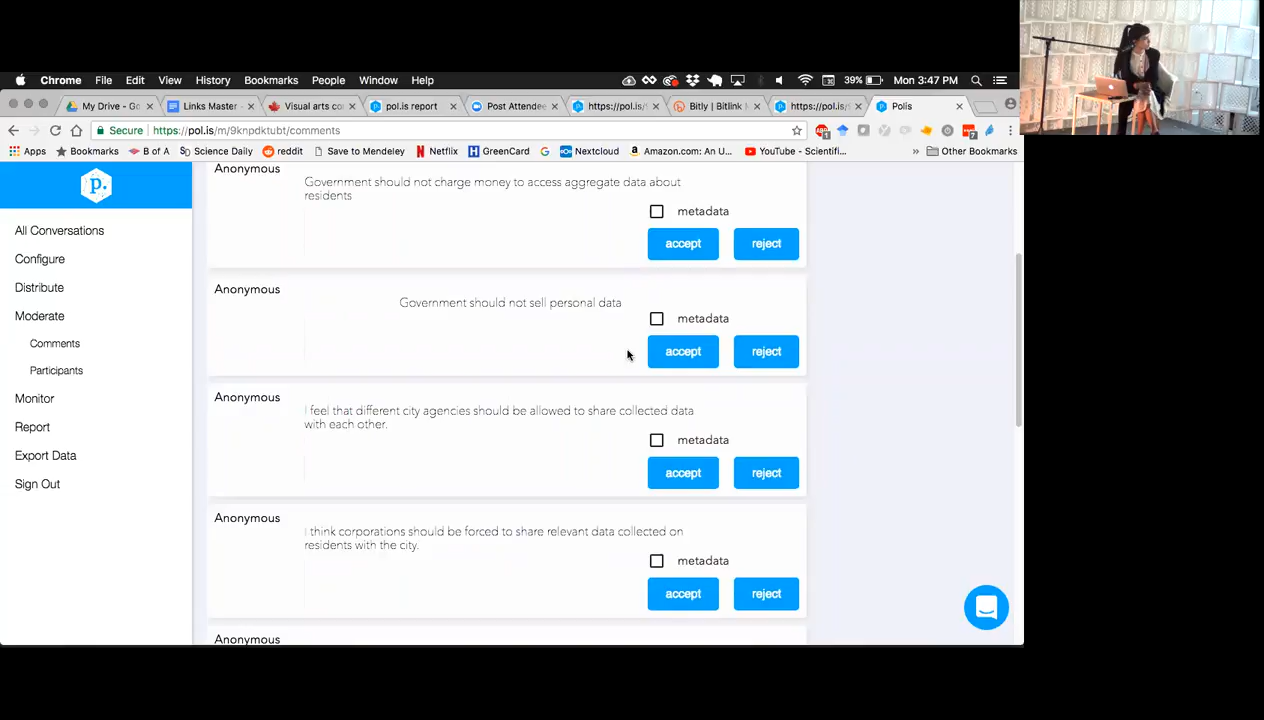 Chrome File Edit View History Bookmarks People Window Help 39% Mon 3:47 PM
My Drive - Go Links Master - Visual arts co pol.is report Post Attendee https://pol.is/ Bitly | Bitlink M https://pol.is/ Polis
Secure https://pol.is/m/9knpdktubt/comments
Apps Bookmarks B of A Science Daily reddit Save to Mendeley Netflix GreenCard Nextcloud Amazon.com: An U... YouTube - Scientifi... » Other Bookmarks
p.
All Conversations
Configure
Distribute
Moderate
Comments
Participants
Monitor
Report
Export Data
Sign Out
Anonymous
Government should not charge money to access aggregate data about
residents
metadata
accept reject
Anonymous
Government should not sell personal data
metadata
accept reject
Anonymous
I feel that different city agencies should be allowed to share collected data
with each other.
metadata
accept reject
Anonymous
I think corporations should be forced to share relevant data collected on
residents with the city.
metadata
accept reject
Anonymous